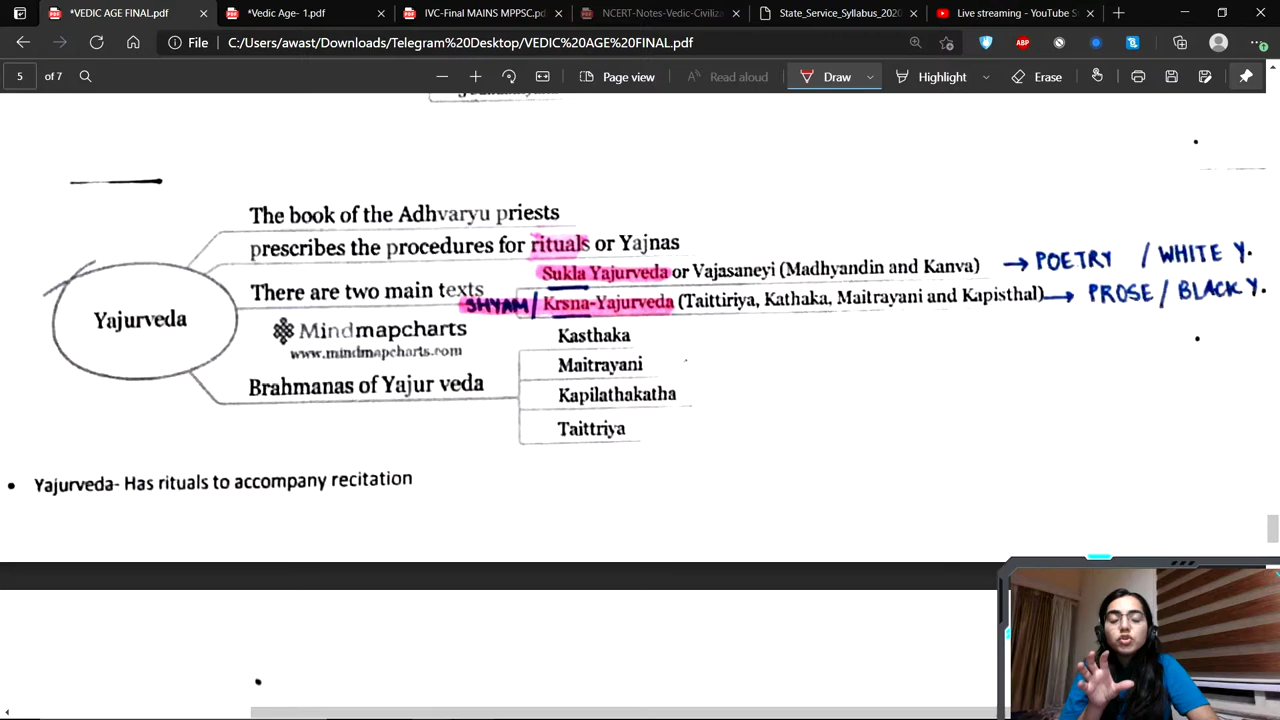 *VEDIC AGE FINAL.pdf
*Vedic Age- 1.pdf
IVC-Final MAINS MPPSC.pd
NCERT-Notes-Vedic-Civiliza
State_Service_Syllabus_2020
Live streaming - YouTube S
File C:/Users/awast/Downloads/Telegram%20Desktop/VEDIC%20AGE%20FINAL.pdf
5 of 7 Page view Read aloud Draw Highlight Erase
The book of the Adhvaryu priests
prescribes the procedures for rituals or Yajnas
Sukla Yajurveda or Vajasaneyi (Madhyandin and Kanva) → POETRY / WHITE Y.
There are two main texts
SHYAM/ Krsna-Yajurveda (Taittiriya, Kathaka, Maitrayani and Kapisthal) → PROSE / BLACK Y.
Yajurveda
Mindmapcharts
www.mindmapcharts.com
Kasthaka
Maitrayani
Brahmanas of Yajur veda
Kapilathakatha
Taittriya
• Yajurveda- Has rituals to accompany recitation